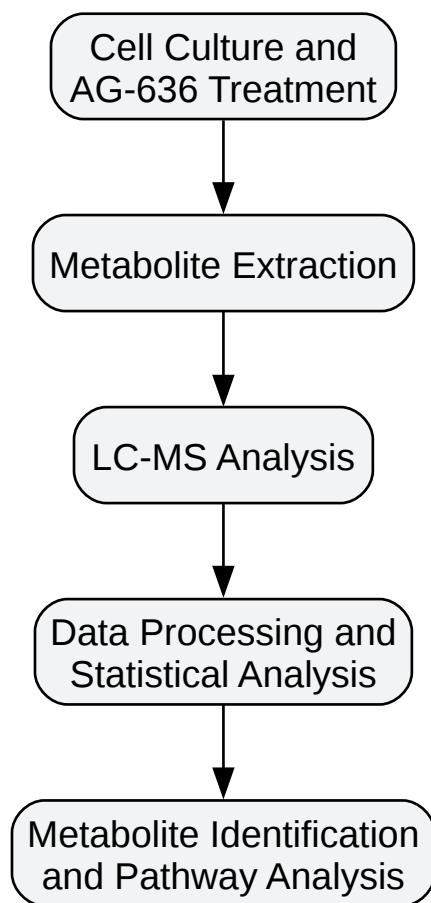 Cell Culture and
AG-636 Treatment
Metabolite Extraction
LC-MS Analysis
Data Processing and
Statistical Analysis
Metabolite Identification
and Pathway Analysis